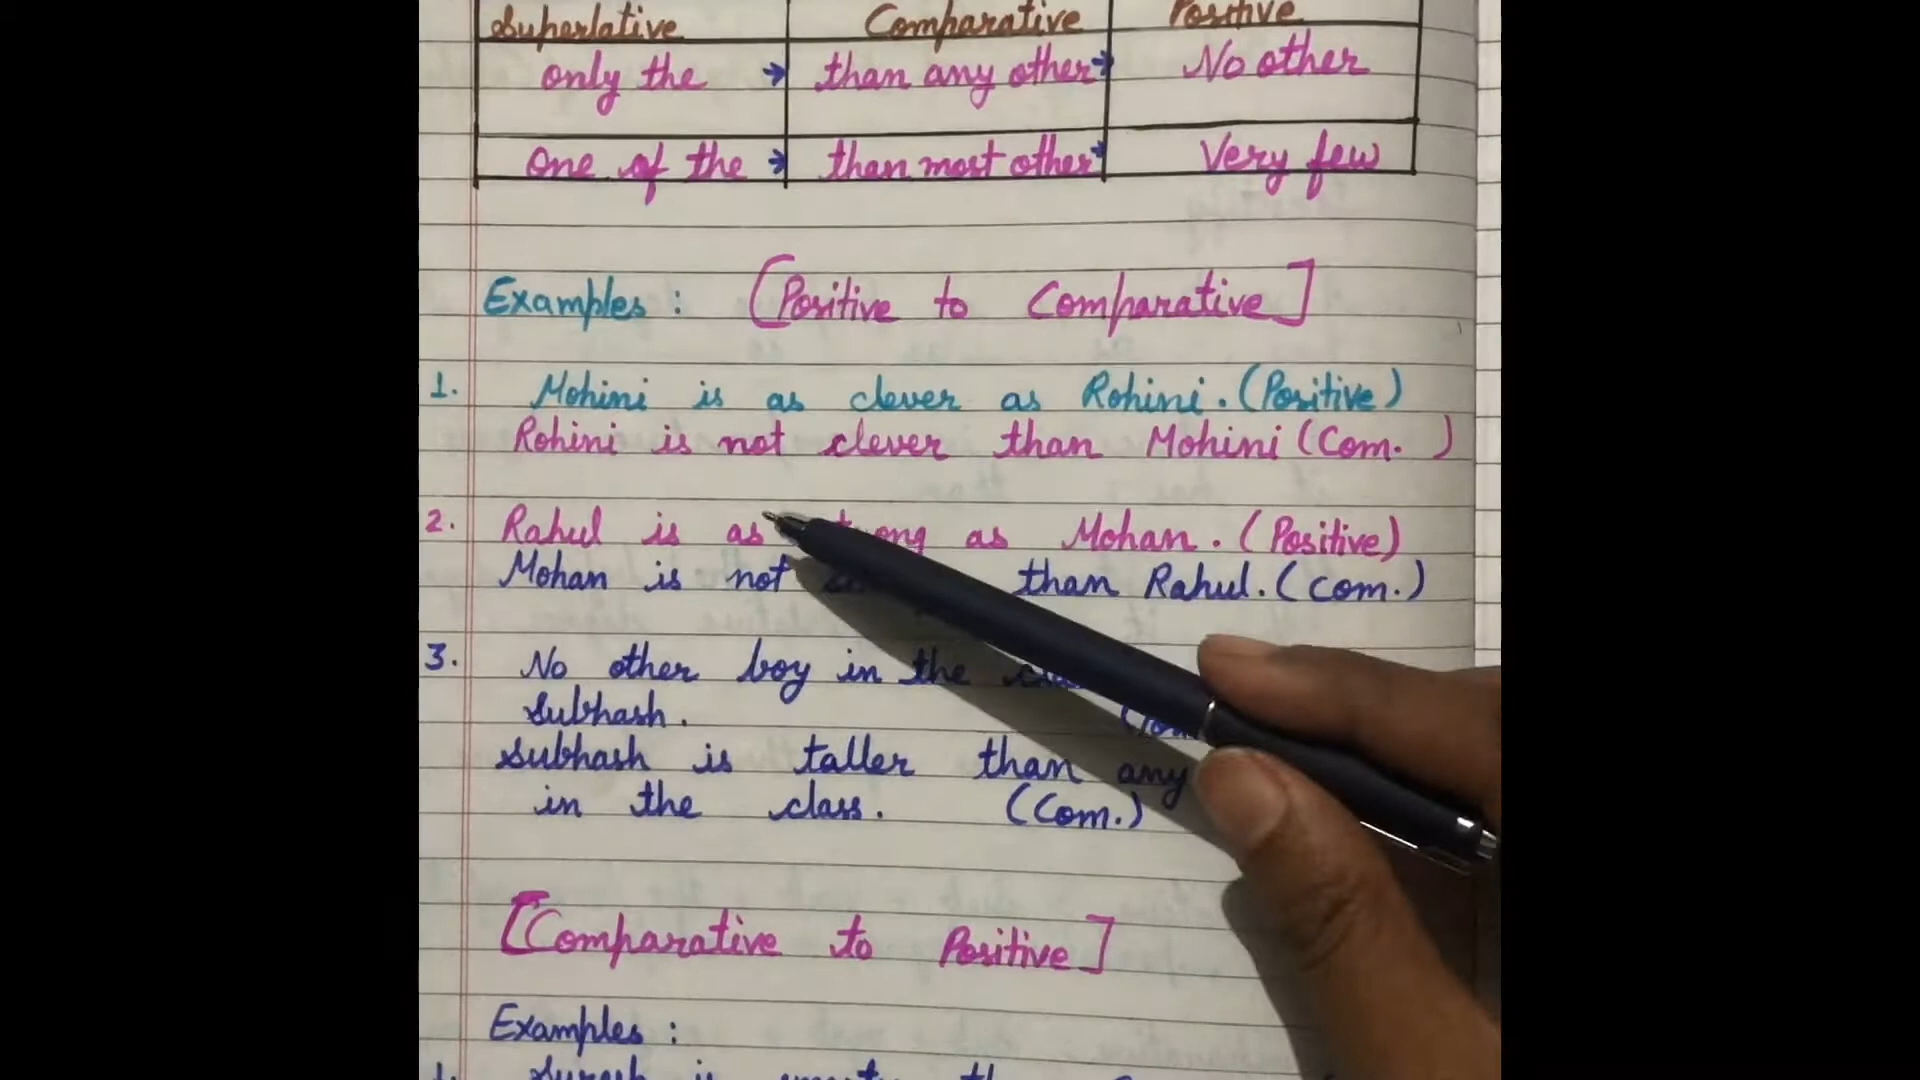 Superlative Comparative Positive
only the → than any other → No other
one of the → than most other → Very few
Examples : [Positive to Comparative]
1. Mohini is as clever as Rohini. (Positive)
Rohini is not clever than Mohini (Com. )
2. Rahul is as as Mohan. (Positive)
Mohan is not than Rahul. (Com.)
3. No other boy in the
Subhash.
Subhash is taller than any
in the class. (Com.)
[Comparative to Positive]
Examples :
1.